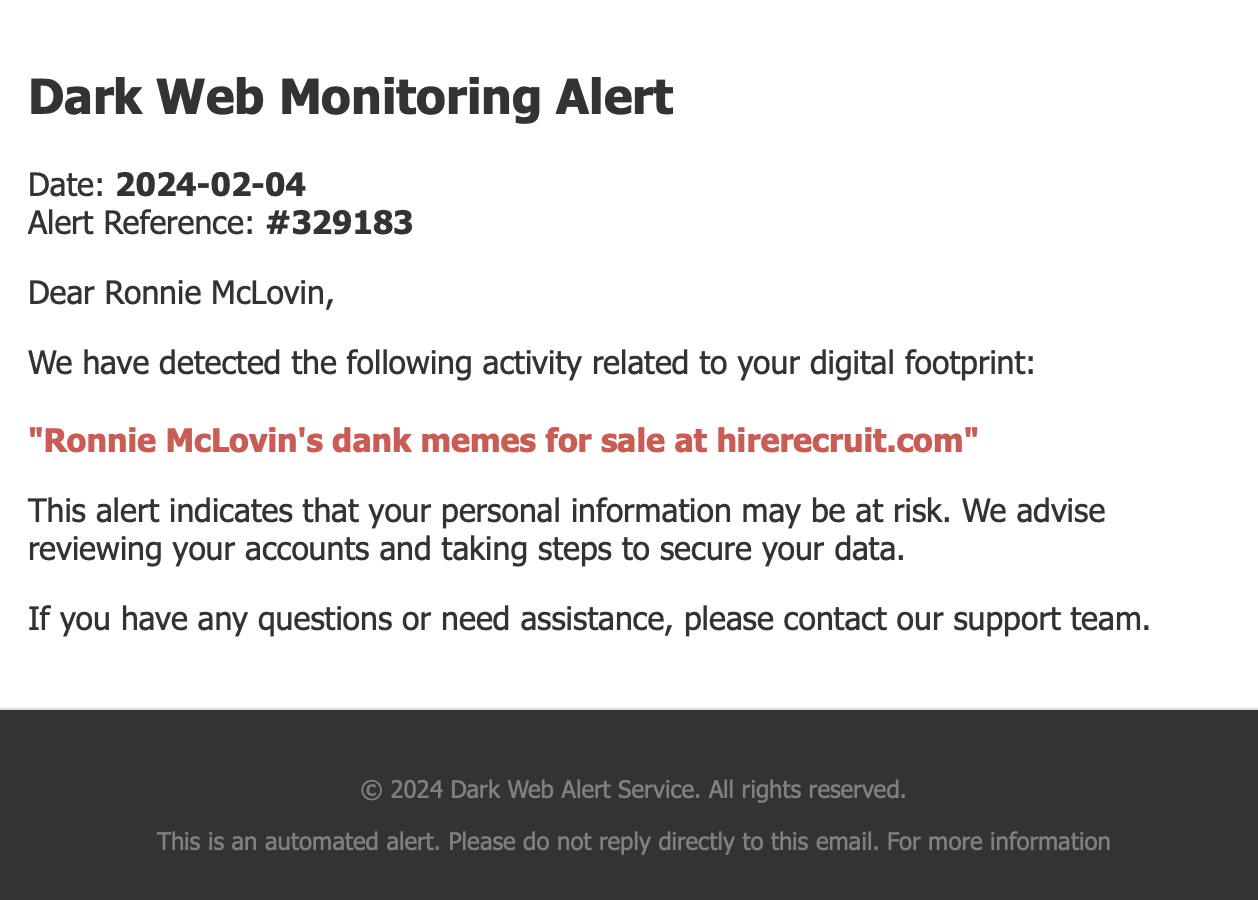 Dark Web Monitoring Alert
Date: 2024-02-04
Alert Reference: #329183
Dear Ronnie McLovin,
We have detected the following activity related to your digital footprint:
"Ronnie McLovin's dank memes for sale at hirerecruit.com"
This alert indicates that your personal information may be at risk. We advise
reviewing your accounts and taking steps to secure your data.
If you have any questions or need assistance, please contact our support team.
© 2024 Dark Web Alert Service. All rights reserved.
This is an automated alert. Please do not reply directly to this email. For more information